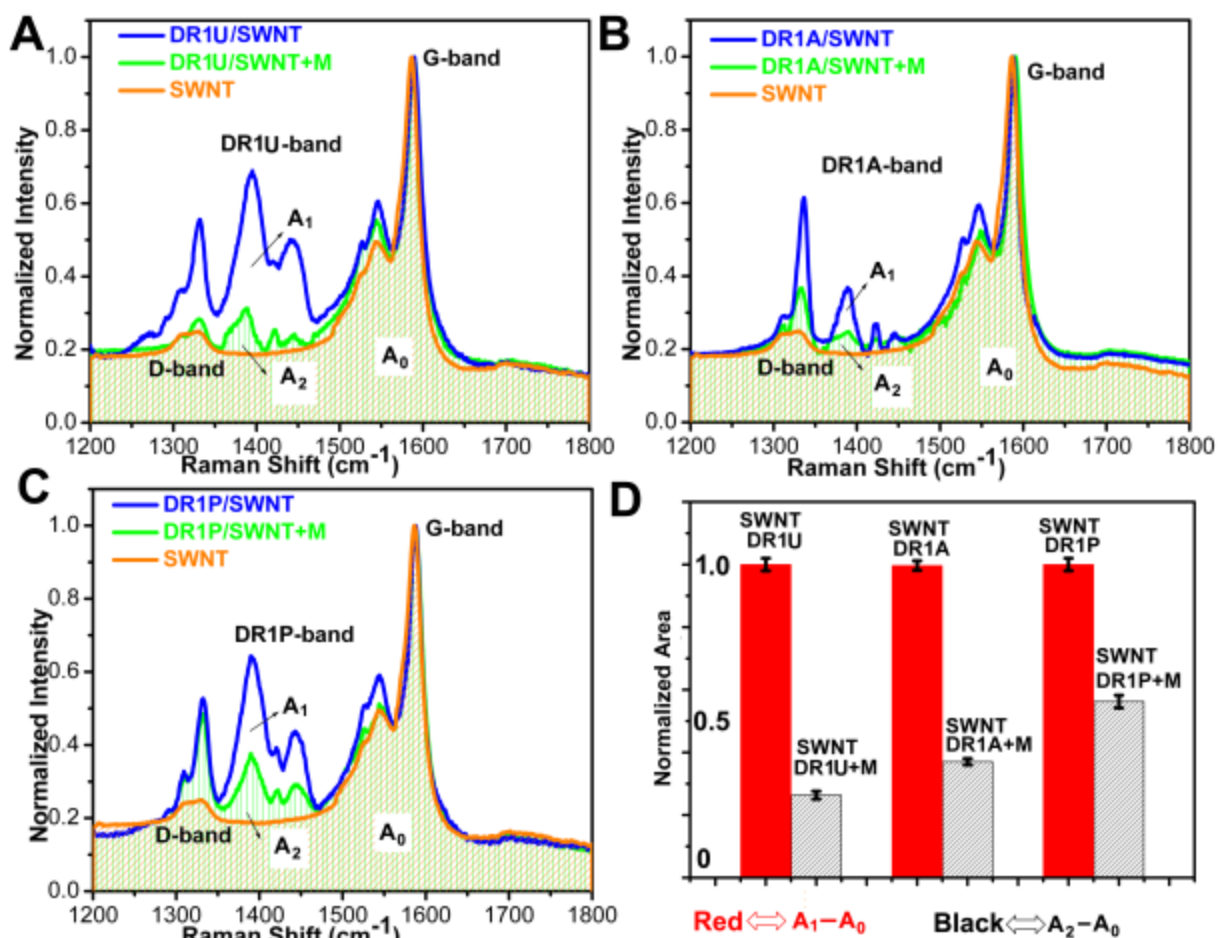 A
DR1U/SWNT
DR1U/SWNT+M
SWNT
G-band
DR1U-band
A1
D-band
A2
A0
Normalized Intensity
1.0
0.8
0.6
0.4
0.2
0.0
1200 1300 1400 1500 1600 1700 1800
Raman Shift (cm-1)
B
DR1A/SWNT
DR1A/SWNT+M
SWNT
G-band
DR1A-band
A1
D-band
A2
A0
Normalized Intensity
1.0
0.8
0.6
0.4
0.2
0.0
1200 1300 1400 1500 1600 1700 1800
Raman Shift (cm-1)
C
DR1P/SWNT
DR1P/SWNT+M
SWNT
G-band
DR1P-band
A1
D-band
A2
A0
Normalized Intensity
1.0
0.8
0.6
0.4
0.2
0.0
1200 1300 1400 1500 1600 1700 1800
Raman Shift (cm-1)
D
SWNT
DR1U
SWNT
DR1A
SWNT
DR1P
SWNT
DR1U+M
SWNT
DR1A+M
SWNT
DR1P+M
Normalized Area
1.0
0.5
0
Red ⇔ A1−A0
Black ⇔ A2−A0